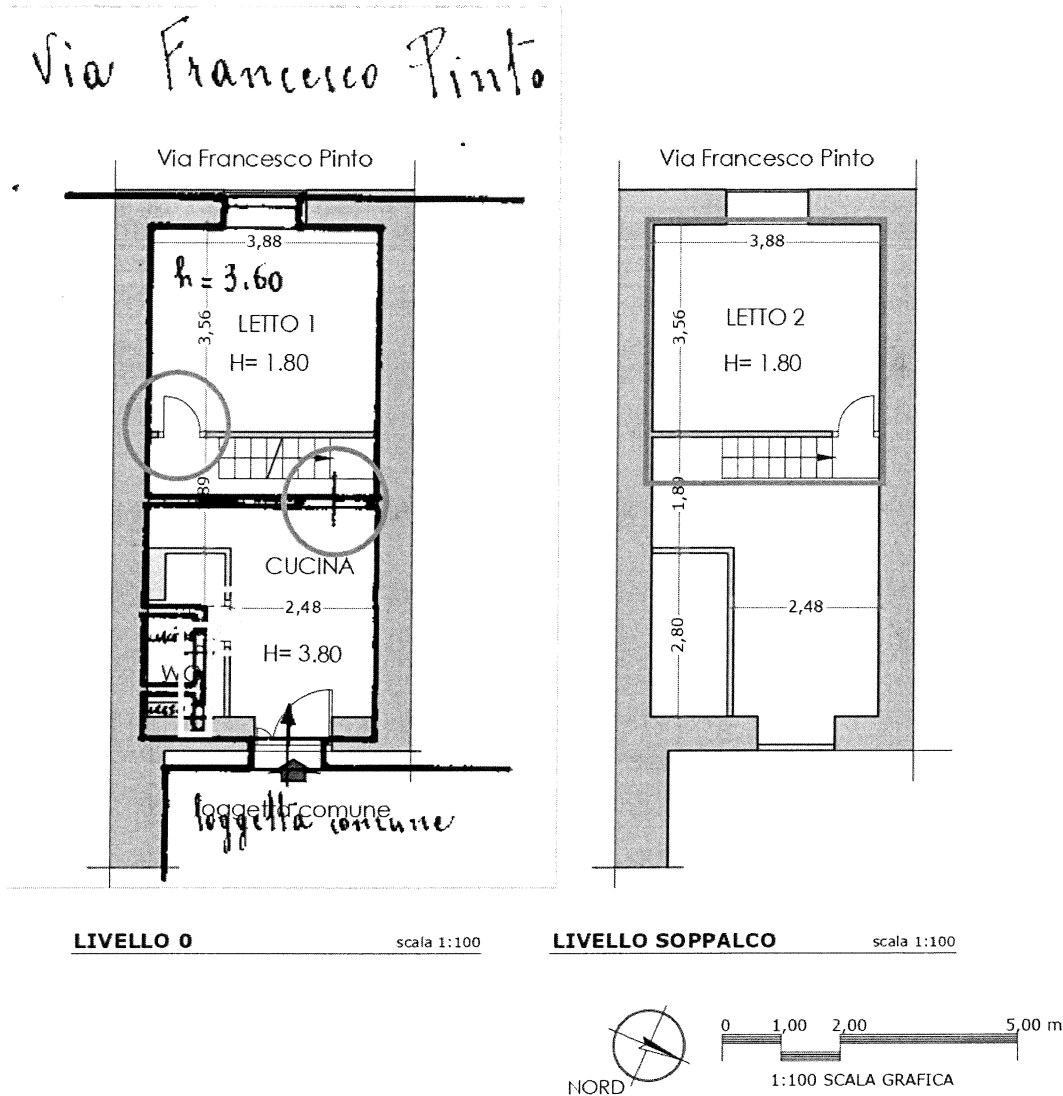 Via Francesco Pinto
Via Francesco Pinto
3,88
h = 3.60
3,56
LETTO 1
H= 1.80
CUCINA
2,48
H= 3.80
loggetta comune
loggetta comune
LIVELLO 0
scala 1:100
Via Francesco Pinto
3,88
3,56
LETTO 2
H= 1.80
1,89
2,48
2,80
LIVELLO SOPPALCO
scala 1:100
NORD
0 1,00 2,00 5,00 m
1:100 SCALA GRAFICA